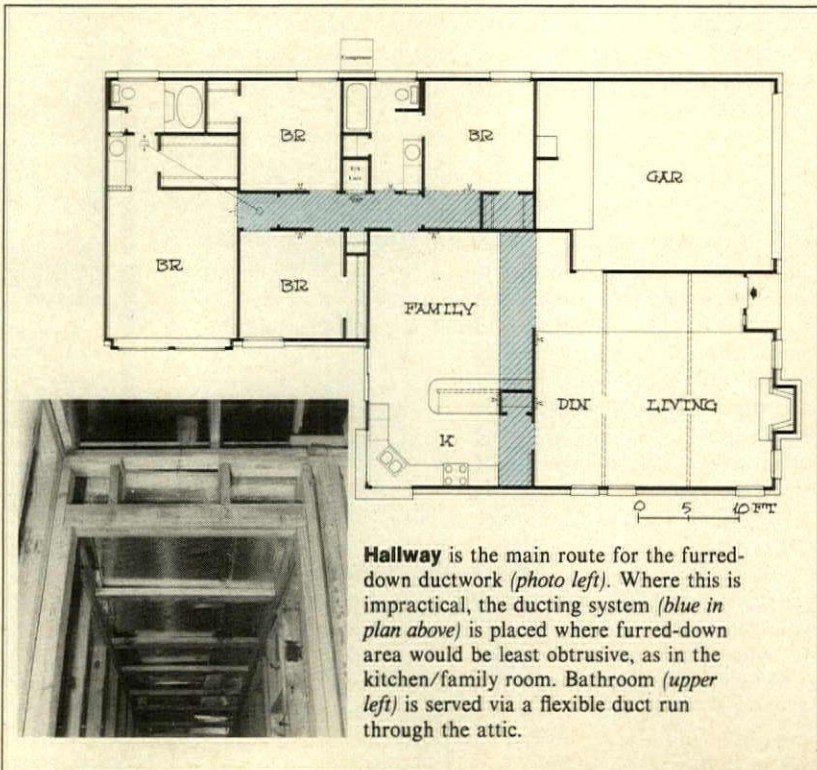 Compressor
BR
BR
GAR
BR
BR
FAMILY
DIN
LIVING
K
0 5 10 FT
Hallway is the main route for the furred-
down ductwork (photo left). Where this is
impractical, the ducting system (blue in
plan above) is placed where furred-down
area would be least obtrusive, as in the
kitchen/family room. Bathroom (upper
left) is served via a flexible duct run
through the attic.